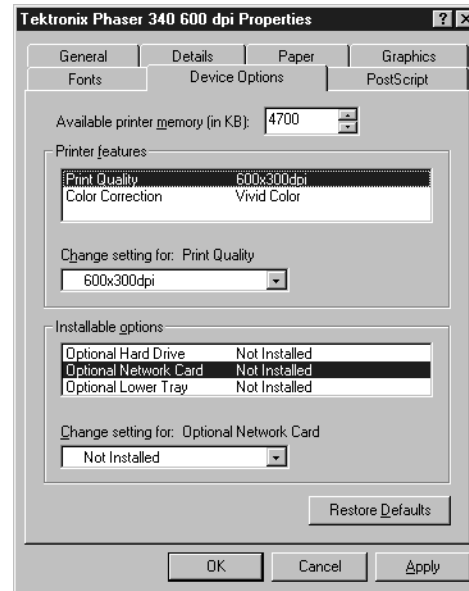 Tektronix Phaser 340 600 dpi Properties
General Details Paper Graphics
Fonts Device Options PostScript
Available printer memory (in KB): 4700
Printer features
Print Quality 600x300dpi
Color Correction Vivid Color
Change setting for: Print Quality
600x300dpi
Installable options
Optional Hard Drive Not Installed
Optional Network Card Not Installed
Optional Lower Tray Not Installed
Change setting for: Optional Network Card
Not Installed
Restore Defaults
OK Cancel Apply